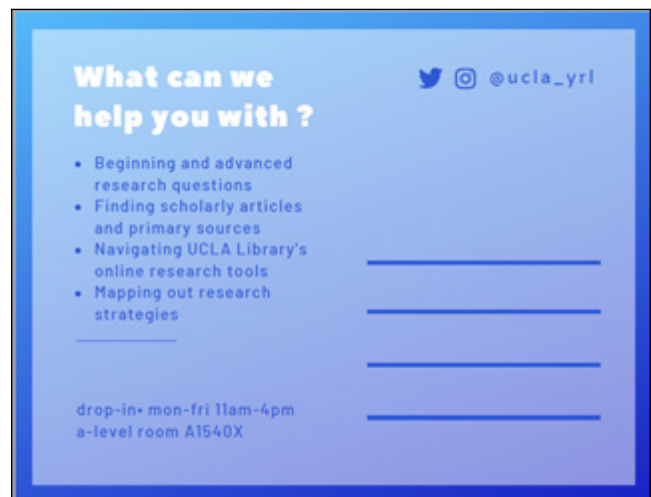 What can we
help you with ?
• Beginning and advanced
research questions
• Finding scholarly articles
and primary sources
• Navigating UCLA Library's
online research tools
• Mapping out research
strategies
drop-in• mon-fri 11am-4pm
a-level room A1540X
@ucla_yrl